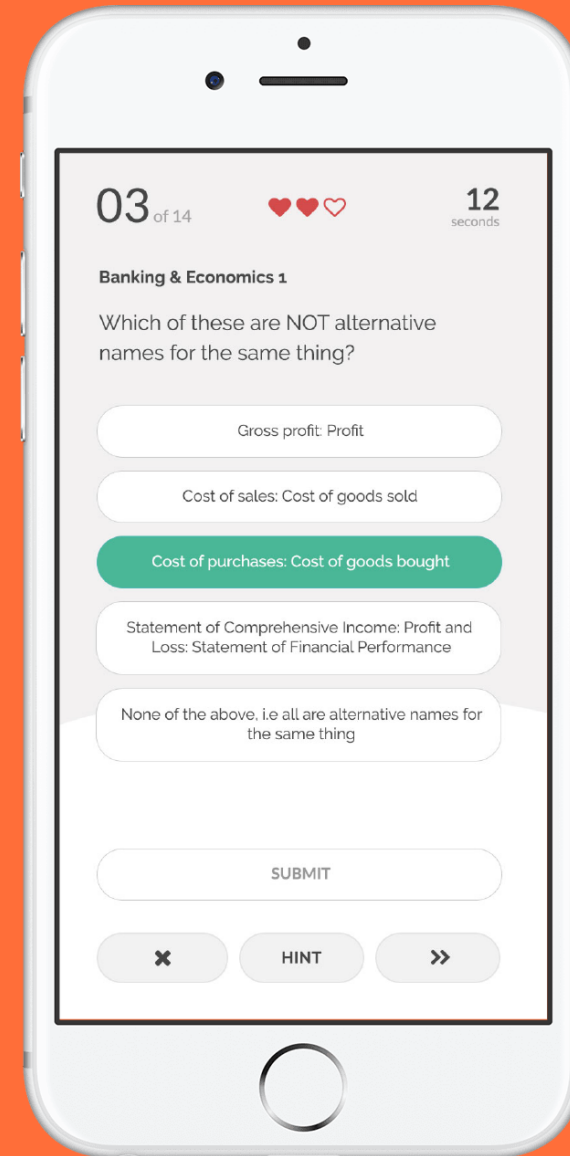 03 of 14
12
seconds
Banking & Economics 1
Which of these are NOT alternative
names for the same thing?
Gross profit: Profit
Cost of sales: Cost of goods sold
Cost of purchases: Cost of goods bought
Statement of Comprehensive Income: Profit and
Loss: Statement of Financial Performance
None of the above, i.e all are alternative names for
the same thing
SUBMIT
HINT